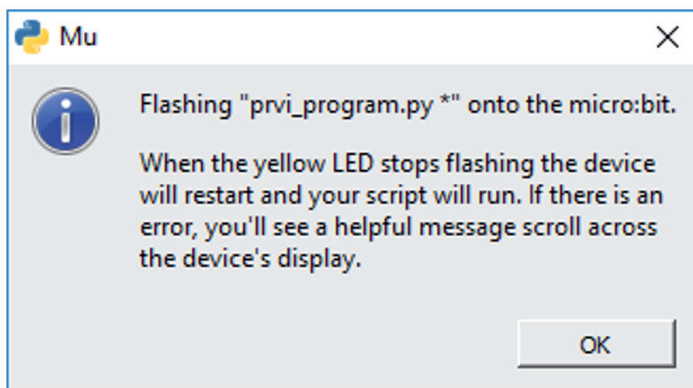 Mu
Flashing "prvi_program.py *" onto the micro:bit.
When the yellow LED stops flashing the device
will restart and your script will run. If there is an
error, you'll see a helpful message scroll across
the device's display.
OK